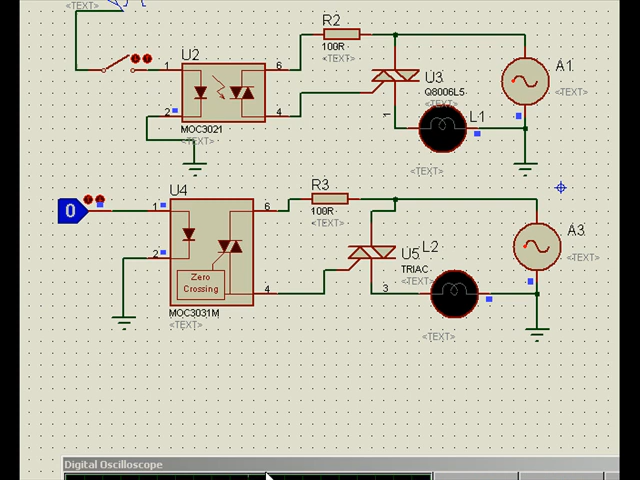 <TEXT>
R2
100R
<TEXT>
U2
1
6
2
4
MOC3021
<TEXT>
U3
Q8006L5
<TEXT>
1
L1
<TEXT>
A1
<TEXT>
U4
0
1
6
2
4
Zero
Crossing
MOC3031M
<TEXT>
R3
100R
<TEXT>
U5
TRIAC
<TEXT>
3
L2
<TEXT>
A3
<TEXT>
Digital Oscilloscope